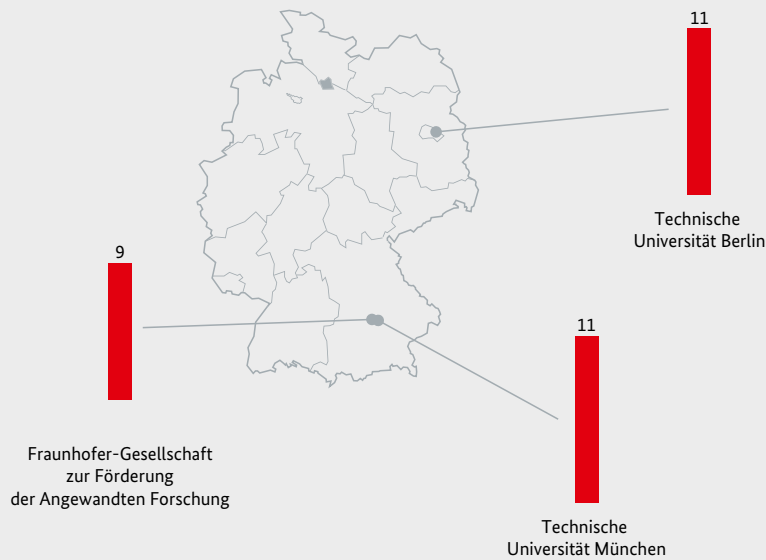 11
Technische
Universität Berlin
9
Fraunhofer-Gesellschaft
zur Förderung
der Angewandten Forschung
11
Technische
Universität München